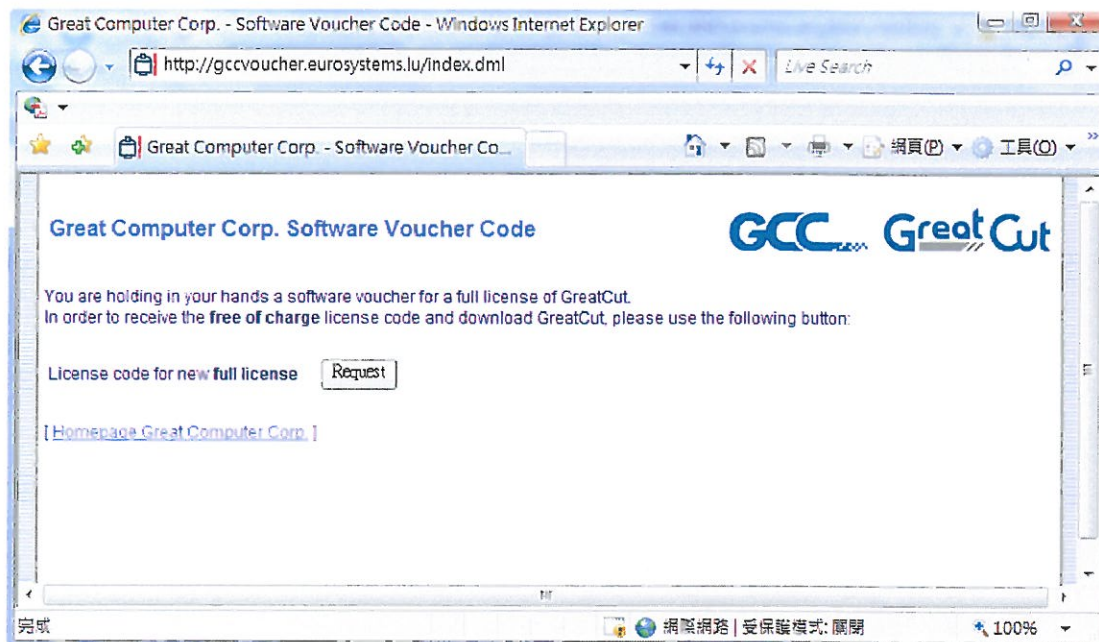 Great Computer Corp. - Software Voucher Code - Windows Internet Explorer
http://gccvoucher.eurosystems.lu/index.dml
Live Search
Great Computer Corp. - Software Voucher Co...
網頁(P)
工具(O)
Great Computer Corp. Software Voucher Code
GCC GreatCut
You are holding in your hands a software voucher for a full license of GreatCut.
In order to receive the free of charge license code and download GreatCut, please use the following button:
License code for new full license Request
[ Homepage Great Computer Corp. ]
完成
網際網路 | 受保護模式: 關閉
100%